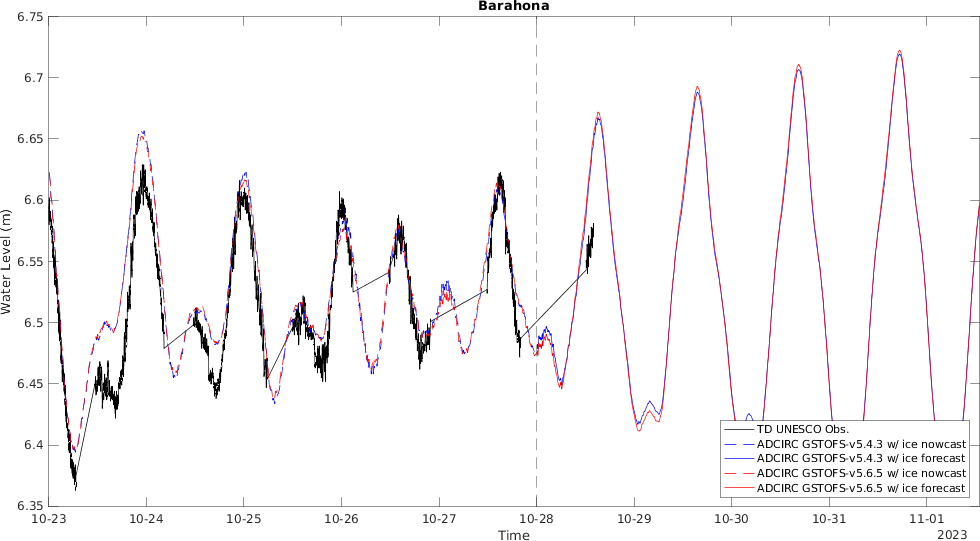 Barahona
6.75
6.7
6.65
6.6
6.55
6.5
6.45
6.4
6.35
Water Level (m)
10-23
10-24
10-25
10-26
10-27
10-28
10-29
10-30
10-31
11-01
Time
2023
TD UNESCO Obs.
ADCIRC GSTOFS-v5.4.3 w/ ice nowcast
ADCIRC GSTOFS-v5.4.3 w/ ice forecast
ADCIRC GSTOFS-v5.6.5 w/ ice nowcast
ADCIRC GSTOFS-v5.6.5 w/ ice forecast